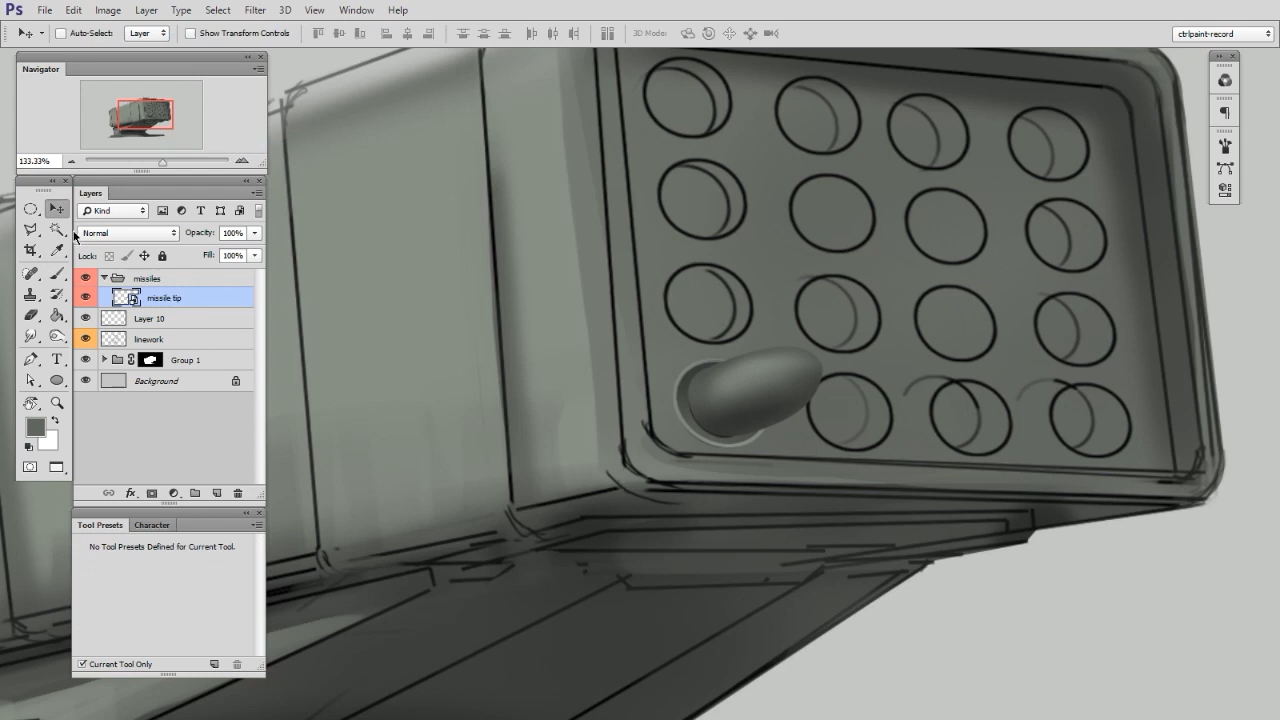 Ps File Edit Image Layer Type Select Filter 3D View Window Help
Auto-Select: Layer Show Transform Controls 3D Mode: ctrlpaint-record
Navigator
133.33%
Layers
Kind
Normal Opacity: 100%
Lock: Fill: 100%
missiles
missile tip
Layer 10
linework
Group 1
Background
fx
Tool Presets Character
No Tool Presets Defined for Current Tool.
Current Tool Only